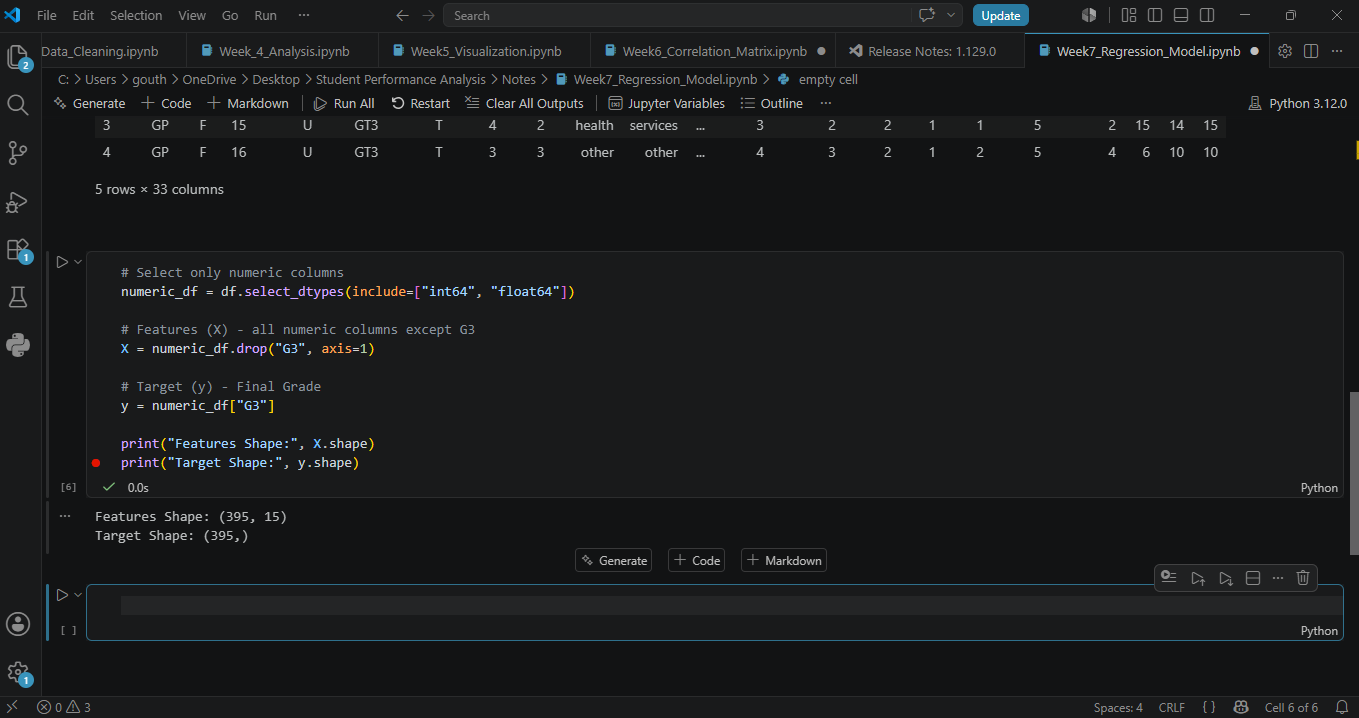 File Edit Selection View Go Run ··· Search Update
2 Data_Cleaning.ipynb Week_4_Analysis.ipynb Week5_Visualization.ipynb Week6_Correlation_Matrix.ipynb Release Notes: 1.129.0 Week7_Regression_Model.ipynb ···
C: > Users > gouth > OneDrive > Desktop > Student Performance Analysis > Notes > Week7_Regression_Model.ipynb > empty cell
Generate + Code + Markdown Run All Restart Clear All Outputs Jupyter Variables Outline ··· Python 3.12.0
3 GP F 15 U GT3 T 4 2 health services ... 3 2 2 1 1 5 2 15 14 15
4 GP F 16 U GT3 T 3 3 other other ... 4 3 2 1 2 5 4 6 10 10
5 rows × 33 columns
1
# Select only numeric columns
numeric_df = df.select_dtypes(include=["int64", "float64"])
# Features (X) - all numeric columns except G3
X = numeric_df.drop("G3", axis=1)
# Target (y) - Final Grade
y = numeric_df["G3"]
print("Features Shape:", X.shape)
print("Target Shape:", y.shape)
[6] 0.0s Python
··· Features Shape: (395, 15)
Target Shape: (395,)
Generate + Code + Markdown
···
[ ] Python
1
0 3 Spaces: 4 CRLF { } Cell 6 of 6